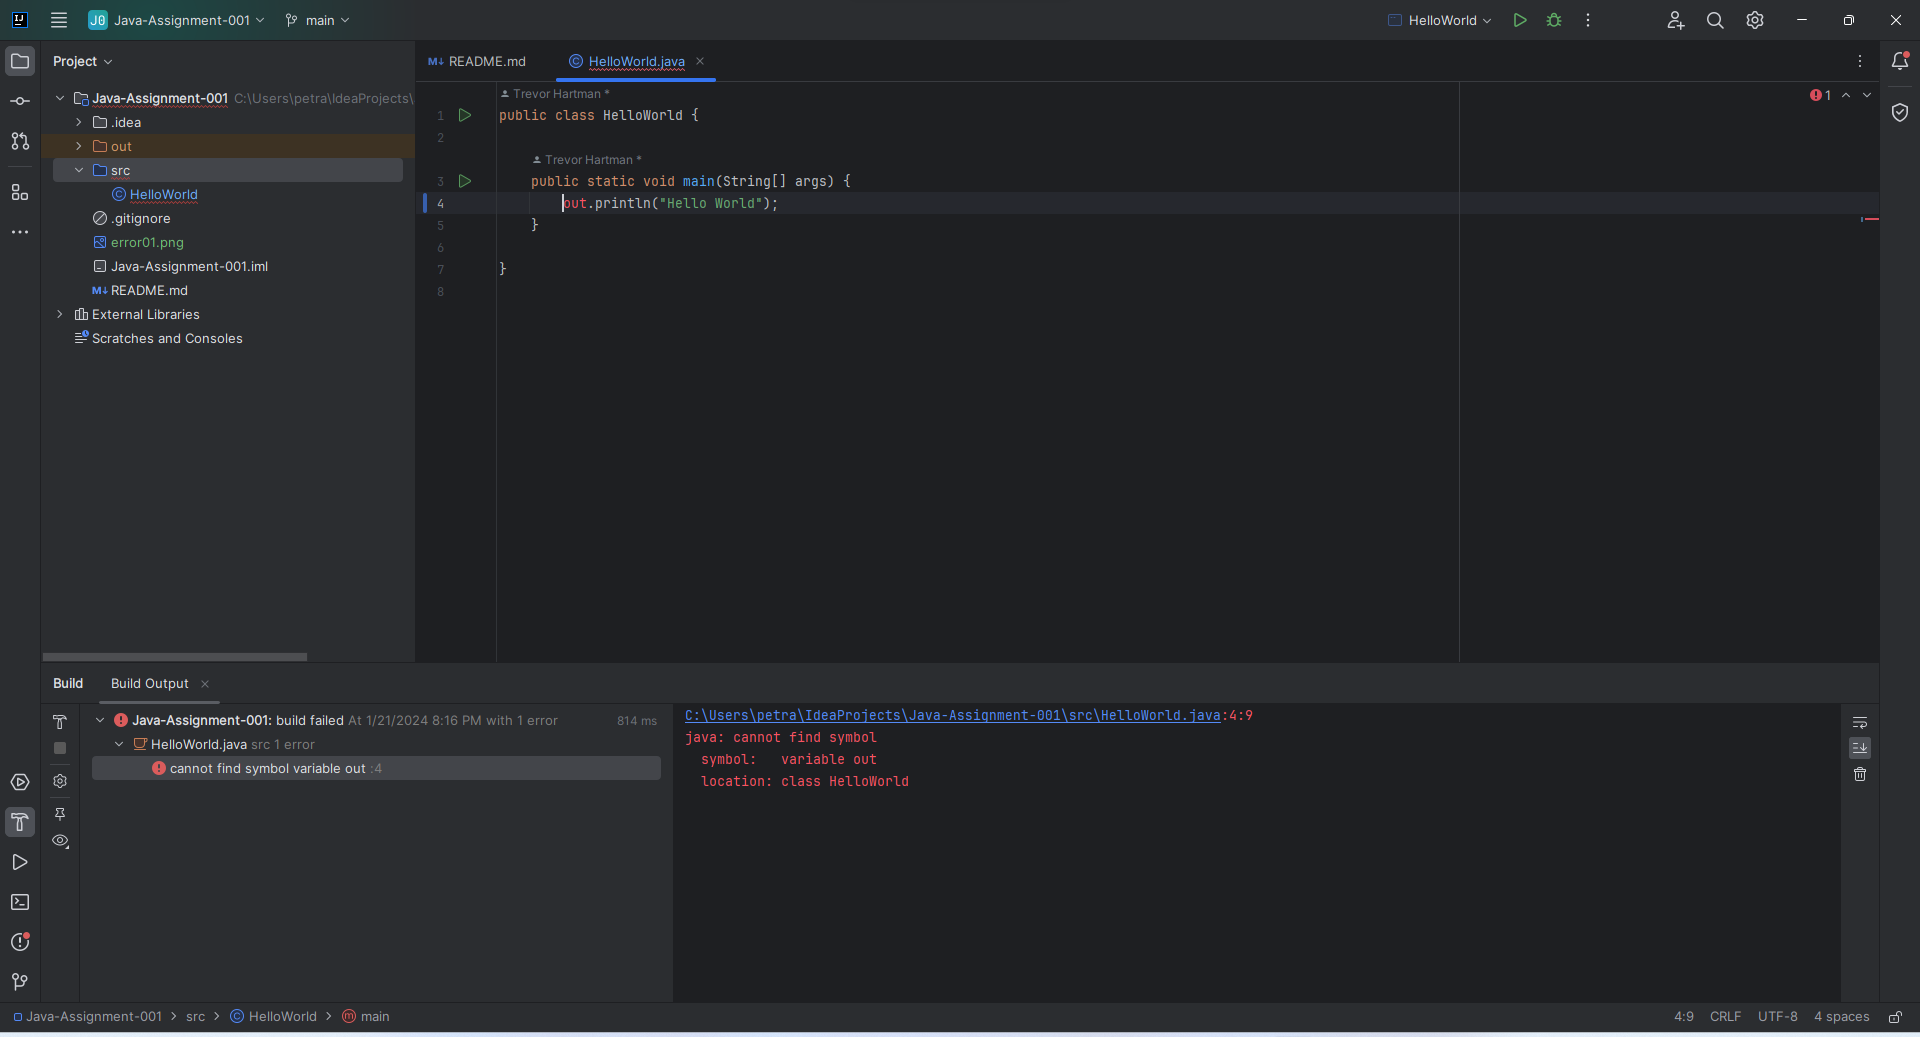 J0 Java-Assignment-001 main HelloWorld
Project
Java-Assignment-001 C:\Users\petra\IdeaProjects\
.idea
out
src
HelloWorld
.gitignore
error01.png
Java-Assignment-001.iml
M↓ README.md
External Libraries
Scratches and Consoles
M↓ README.md HelloWorld.java
1
Trevor Hartman *
1 public class HelloWorld {
2
Trevor Hartman *
3 public static void main(String[] args) {
4 out.println("Hello World");
5 }
6
7 }
8
Build Build Output
Java-Assignment-001: build failed At 1/21/2024 8:16 PM with 1 error 814 ms
HelloWorld.java src 1 error
cannot find symbol variable out :4
C:\Users\petra\IdeaProjects\Java-Assignment-001\src\HelloWorld.java:4:9
java: cannot find symbol
symbol: variable out
location: class HelloWorld
Java-Assignment-001 > src > HelloWorld > main 4:9 CRLF UTF-8 4 spaces